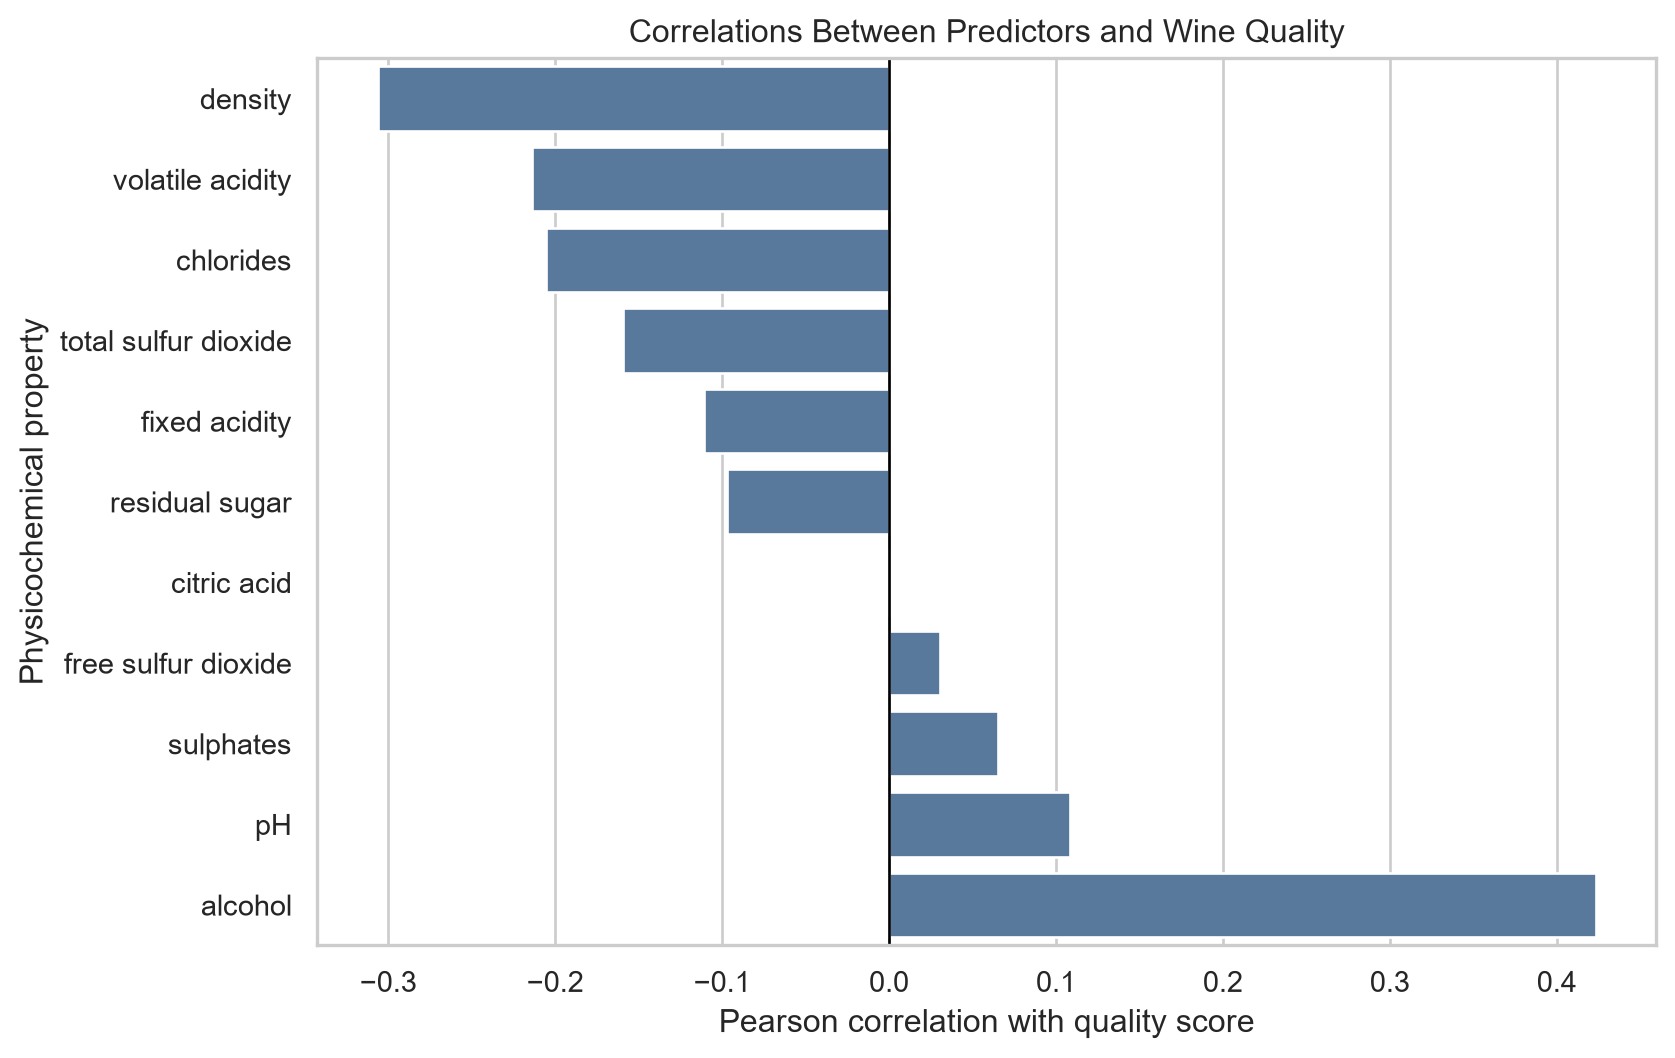 Correlations Between Predictors and Wine Quality
Physicochemical property
density
volatile acidity
chlorides
total sulfur dioxide
fixed acidity
residual sugar
citric acid
free sulfur dioxide
sulphates
pH
alcohol
−0.3 −0.2 −0.1 0.0 0.1 0.2 0.3 0.4
Pearson correlation with quality score